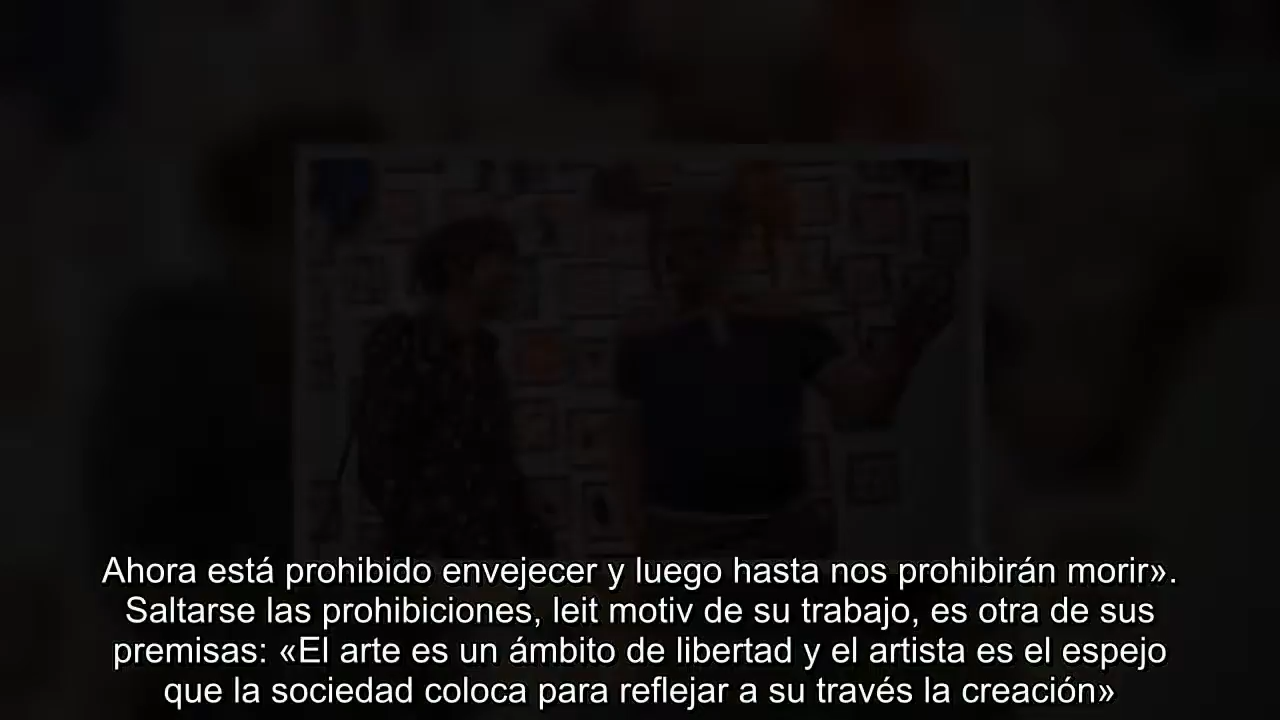 Ahora está prohibido envejecer y luego hasta nos prohibirán morir».
Saltarse las prohibiciones, leit motiv de su trabajo, es otra de sus
premisas: «El arte es un ámbito de libertad y el artista es el espejo
que la sociedad coloca para reflejar a su través la creación»